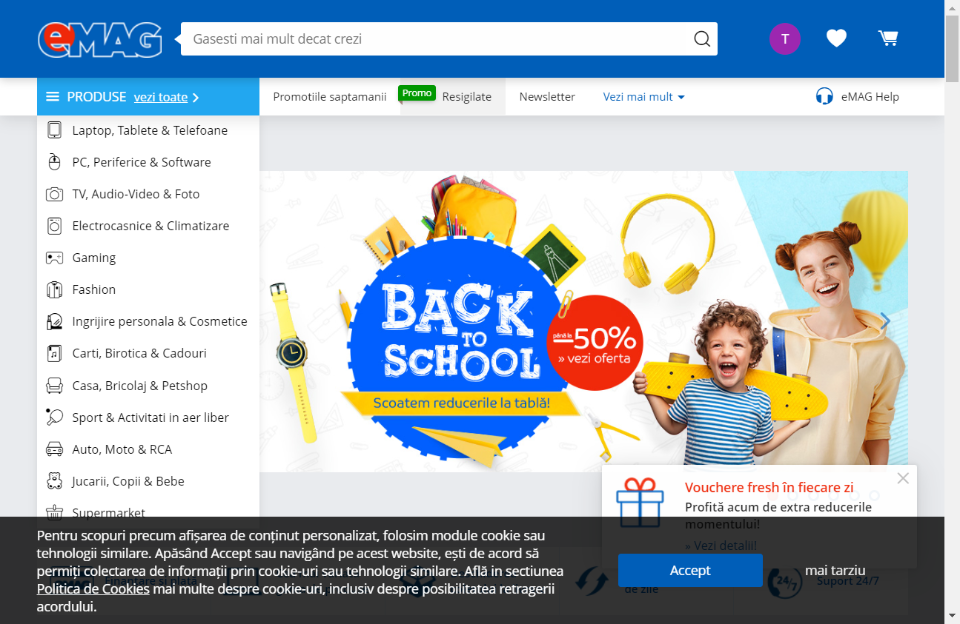 eMAG
Gasesti mai mult decat crezi
T
PRODUSE vezi toate
Promotiile saptamanii
Promo
Resigilate
Newsletter
Vezi mai mult
eMAG Help
Laptop, Tablete & Telefoane
PC, Periferice & Software
TV, Audio-Video & Foto
Electrocasnice & Climatizare
Gaming
Fashion
Ingrijire personala & Cosmetice
Carti, Birotica & Cadouri
Casa, Bricolaj & Petshop
Sport & Activitati in aer liber
Auto, Moto & RCA
Jucarii, Copii & Bebe
Supermarket
BACK
TO
SCHOOL
Scoatem reducerile la tablă!
până la
-50%
» vezi oferta
Vouchere fresh în fiecare zi
Profită acum de extra reducerile
momentului!
» Vezi detalii!
Pentru scopuri precum afișarea de conținut personalizat, folosim module cookie sau
tehnologii similare. Apăsând Accept sau navigând pe acest website, ești de acord să
permiți colectarea de informații prin cookie-uri sau tehnologii similare. Află in sectiunea
Politica de Cookies mai multe despre cookie-uri, inclusiv despre posibilitatea retragerii
acordului.
Accept
mai tarziu
de zile
24/7
Suport 24/7